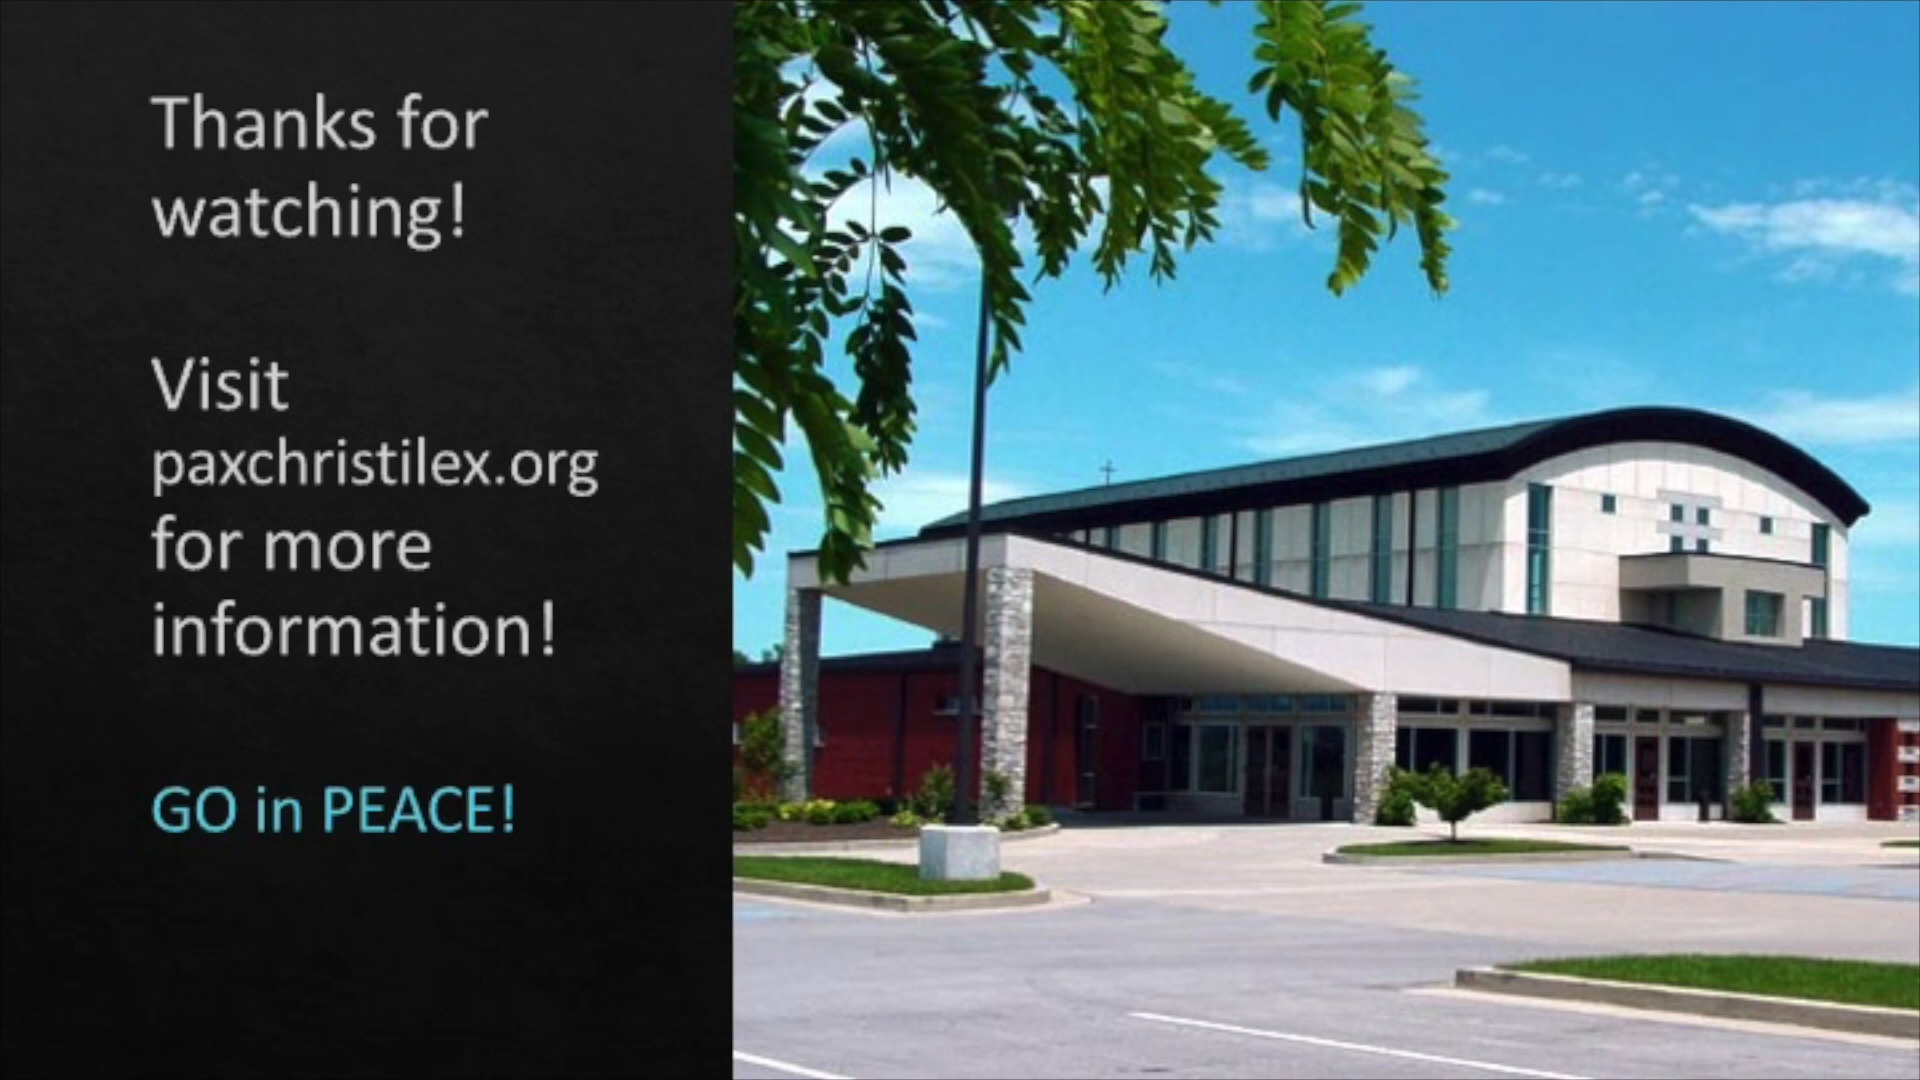 Thanks for
watching!
Visit
paxchristilex.org
for more
information!
GO in PEACE!